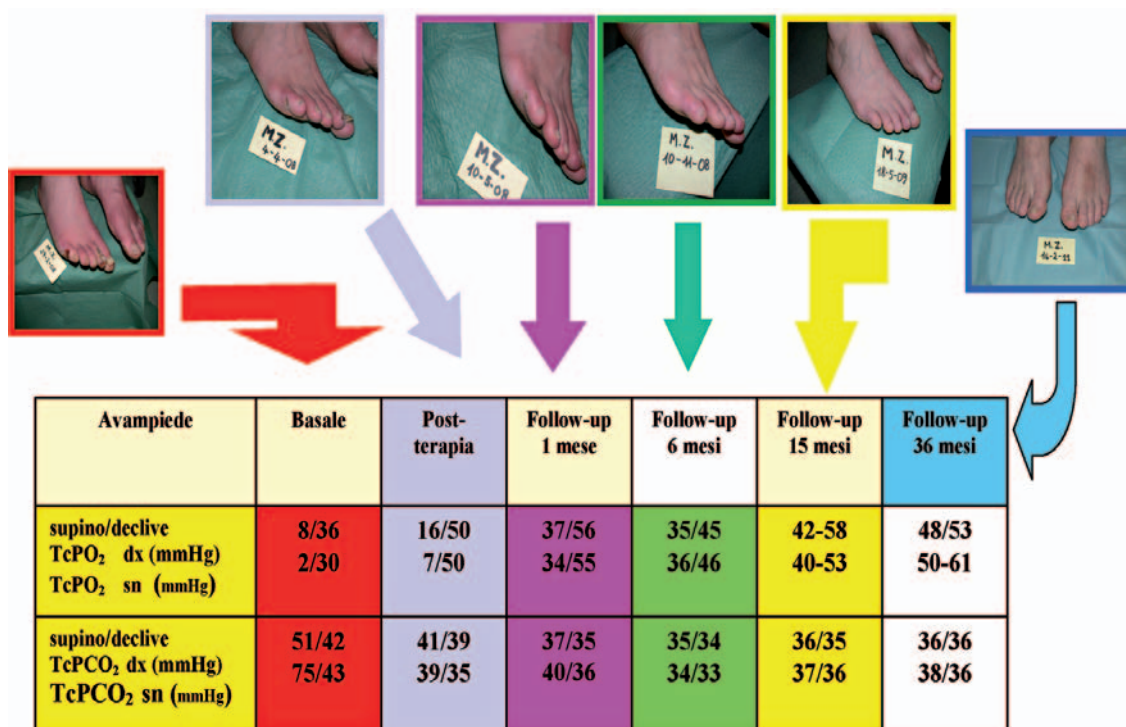 M.Z.
4-4-08
M.Z.
10-5-08
M.Z.
10-11-08
M.Z.
18-5-09
M.Z.
M.Z.
14-2-11
Avampiede
Basale
Post-
terapia
Follow-up
1 mese
Follow-up
6 mesi
Follow-up
15 mesi
Follow-up
36 mesi
supino/declive
TcPO₂ dx (mmHg)
TcPO₂ sn (mmHg)
8/36
2/30
16/50
7/50
37/56
34/55
35/45
36/46
42-58
40-53
48/53
50-61
supino/declive
TcPCO₂ dx (mmHg)
TcPCO₂ sn (mmHg)
51/42
75/43
41/39
39/35
37/35
40/36
35/34
34/33
36/35
37/36
36/36
38/36